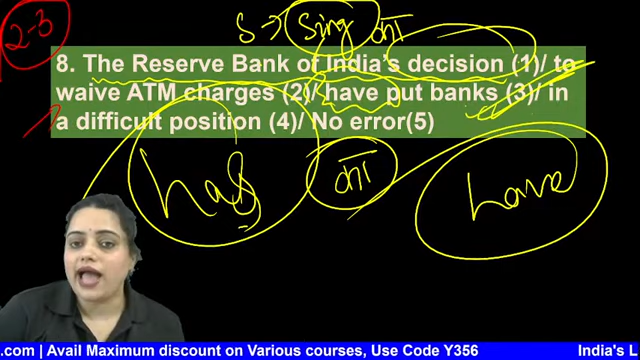 2-3
S → Sing
8. The Reserve Bank of India's decision (1)/ to
waive ATM charges (2)/ have put banks (3)/ in
a difficult position (4)/ No error(5)
has
have
s.com | Avail Maximum discount on Various courses, Use Code Y356
India's L